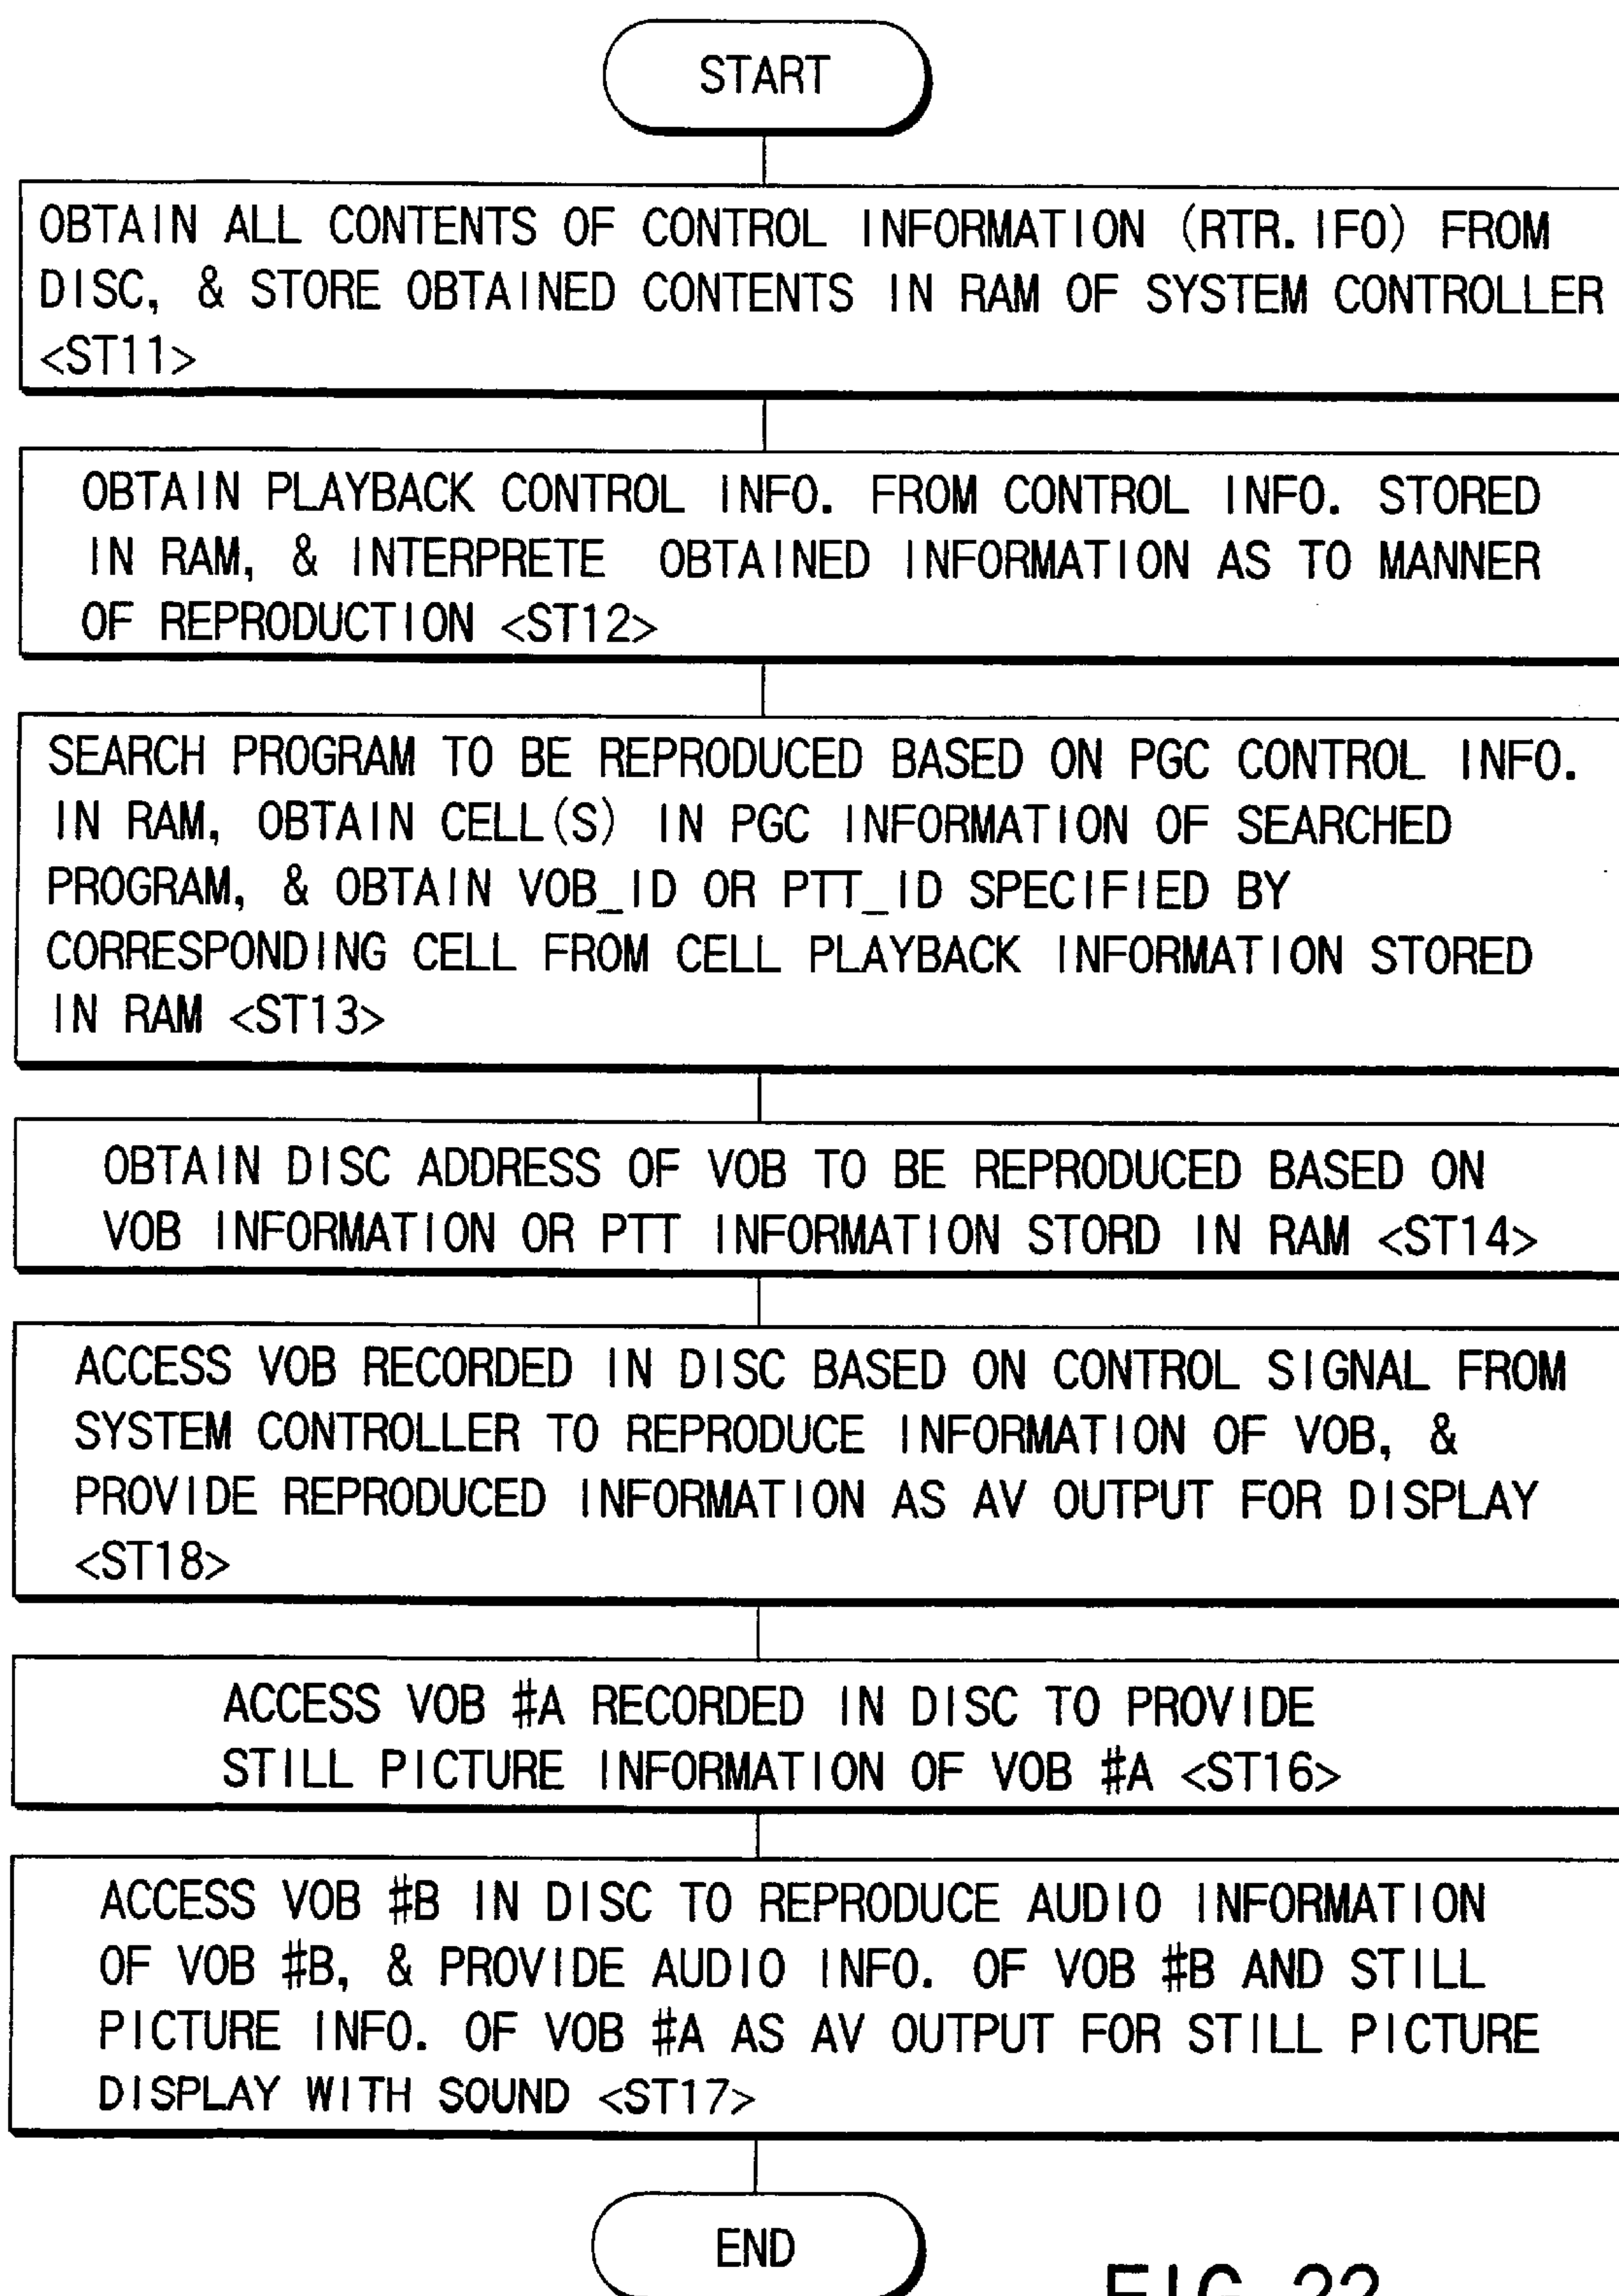 START
OBTAIN ALL CONTENTS OF CONTROL INFORMATION (RTR.IFO) FROM
DISC, & STORE OBTAINED CONTENTS IN RAM OF SYSTEM CONTROLLER
<ST11>
OBTAIN PLAYBACK CONTROL INFO. FROM CONTROL INFO. STORED
IN RAM, & INTERPRETE OBTAINED INFORMATION AS TO MANNER
OF REPRODUCTION <ST12>
SEARCH PROGRAM TO BE REPRODUCED BASED ON PGC CONTROL INFO.
IN RAM, OBTAIN CELL(S) IN PGC INFORMATION OF SEARCHED
PROGRAM, & OBTAIN VOB_ID OR PTT_ID SPECIFIED BY
CORRESPONDING CELL FROM CELL PLAYBACK INFORMATION STORED
IN RAM <ST13>
OBTAIN DISC ADDRESS OF VOB TO BE REPRODUCED BASED ON
VOB INFORMATION OR PTT INFORMATION STORD IN RAM <ST14>
ACCESS VOB RECORDED IN DISC BASED ON CONTROL SIGNAL FROM
SYSTEM CONTROLLER TO REPRODUCE INFORMATION OF VOB, &
PROVIDE REPRODUCED INFORMATION AS AV OUTPUT FOR DISPLAY
<ST18>
ACCESS VOB #A RECORDED IN DISC TO PROVIDE
STILL PICTURE INFORMATION OF VOB #A <ST16>
ACCESS VOB #B IN DISC TO REPRODUCE AUDIO INFORMATION
OF VOB #B, & PROVIDE AUDIO INFO. OF VOB #B AND STILL
PICTURE INFO. OF VOB #A AS AV OUTPUT FOR STILL PICTURE
DISPLAY WITH SOUND <ST17>
END
FIG. 22